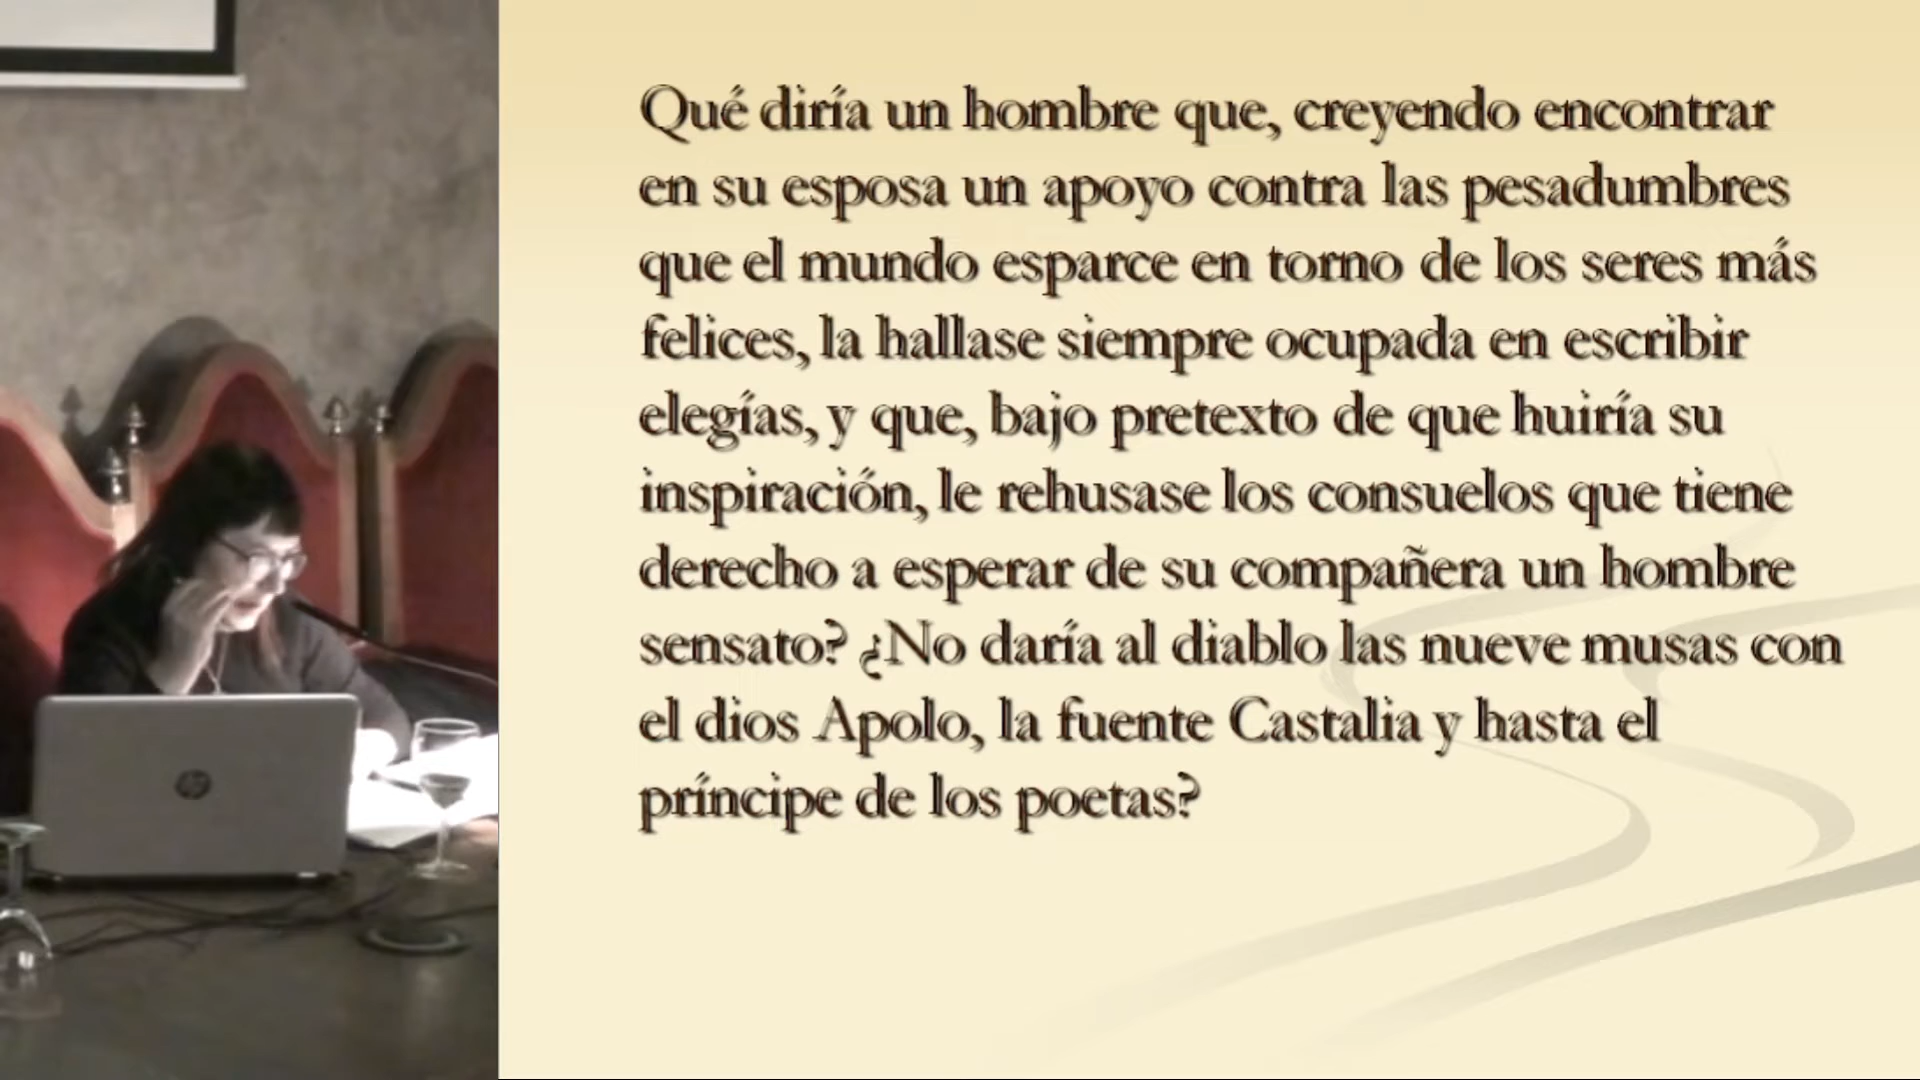 Qué diría un hombre que, creyendo encontrar
en su esposa un apoyo contra las pesadumbres
que el mundo esparce en torno de los seres más
felices, la hallase siempre ocupada en escribir
elegías, y que, bajo pretexto de que huiría su
inspiración, le rehusase los consuelos que tiene
derecho a esperar de su compañera un hombre
sensato? ¿No daría al diablo las nueve musas con
el dios Apolo, la fuente Castalia y hasta el
príncipe de los poetas?
hp